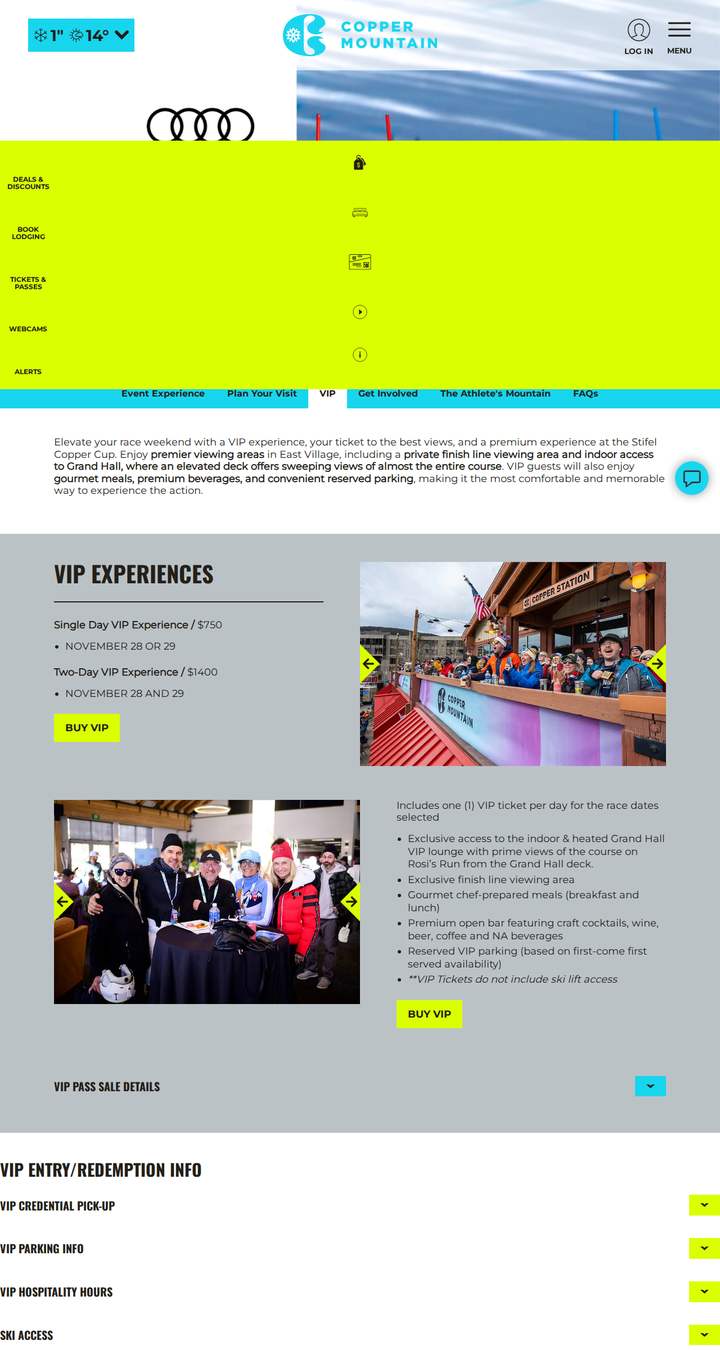 1" 14°
COPPER
MOUNTAIN
LOG IN
MENU
DEALS &
DISCOUNTS
BOOK
LODGING
TICKETS &
PASSES
WEBCAMS
ALERTS
Event Experience Plan Your Visit VIP Get Involved The Athlete's Mountain FAQs
Elevate your race weekend with a VIP experience, your ticket to the best views, and a premium experience at the Stifel
Copper Cup. Enjoy premier viewing areas in East Village, including a private finish line viewing area and indoor access
to Grand Hall, where an elevated deck offers sweeping views of almost the entire course. VIP guests will also enjoy
gourmet meals, premium beverages, and convenient reserved parking, making it the most comfortable and memorable
way to experience the action.
VIP EXPERIENCES
Single Day VIP Experience / $750
• NOVEMBER 28 OR 29
Two-Day VIP Experience / $1400
• NOVEMBER 28 AND 29
BUY VIP
COPPER STATION
COPPER
MOUNTAIN
Includes one (1) VIP ticket per day for the race dates
selected
• Exclusive access to the indoor & heated Grand Hall
VIP lounge with prime views of the course on
Rosi's Run from the Grand Hall deck.
• Exclusive finish line viewing area
• Gourmet chef-prepared meals (breakfast and
lunch)
• Premium open bar featuring craft cocktails, wine,
beer, coffee and NA beverages
• Reserved VIP parking (based on first-come first
served availability)
• **VIP Tickets do not include ski lift access
BUY VIP
VIP PASS SALE DETAILS
VIP ENTRY/REDEMPTION INFO
VIP CREDENTIAL PICK-UP
VIP PARKING INFO
VIP HOSPITALITY HOURS
SKI ACCESS